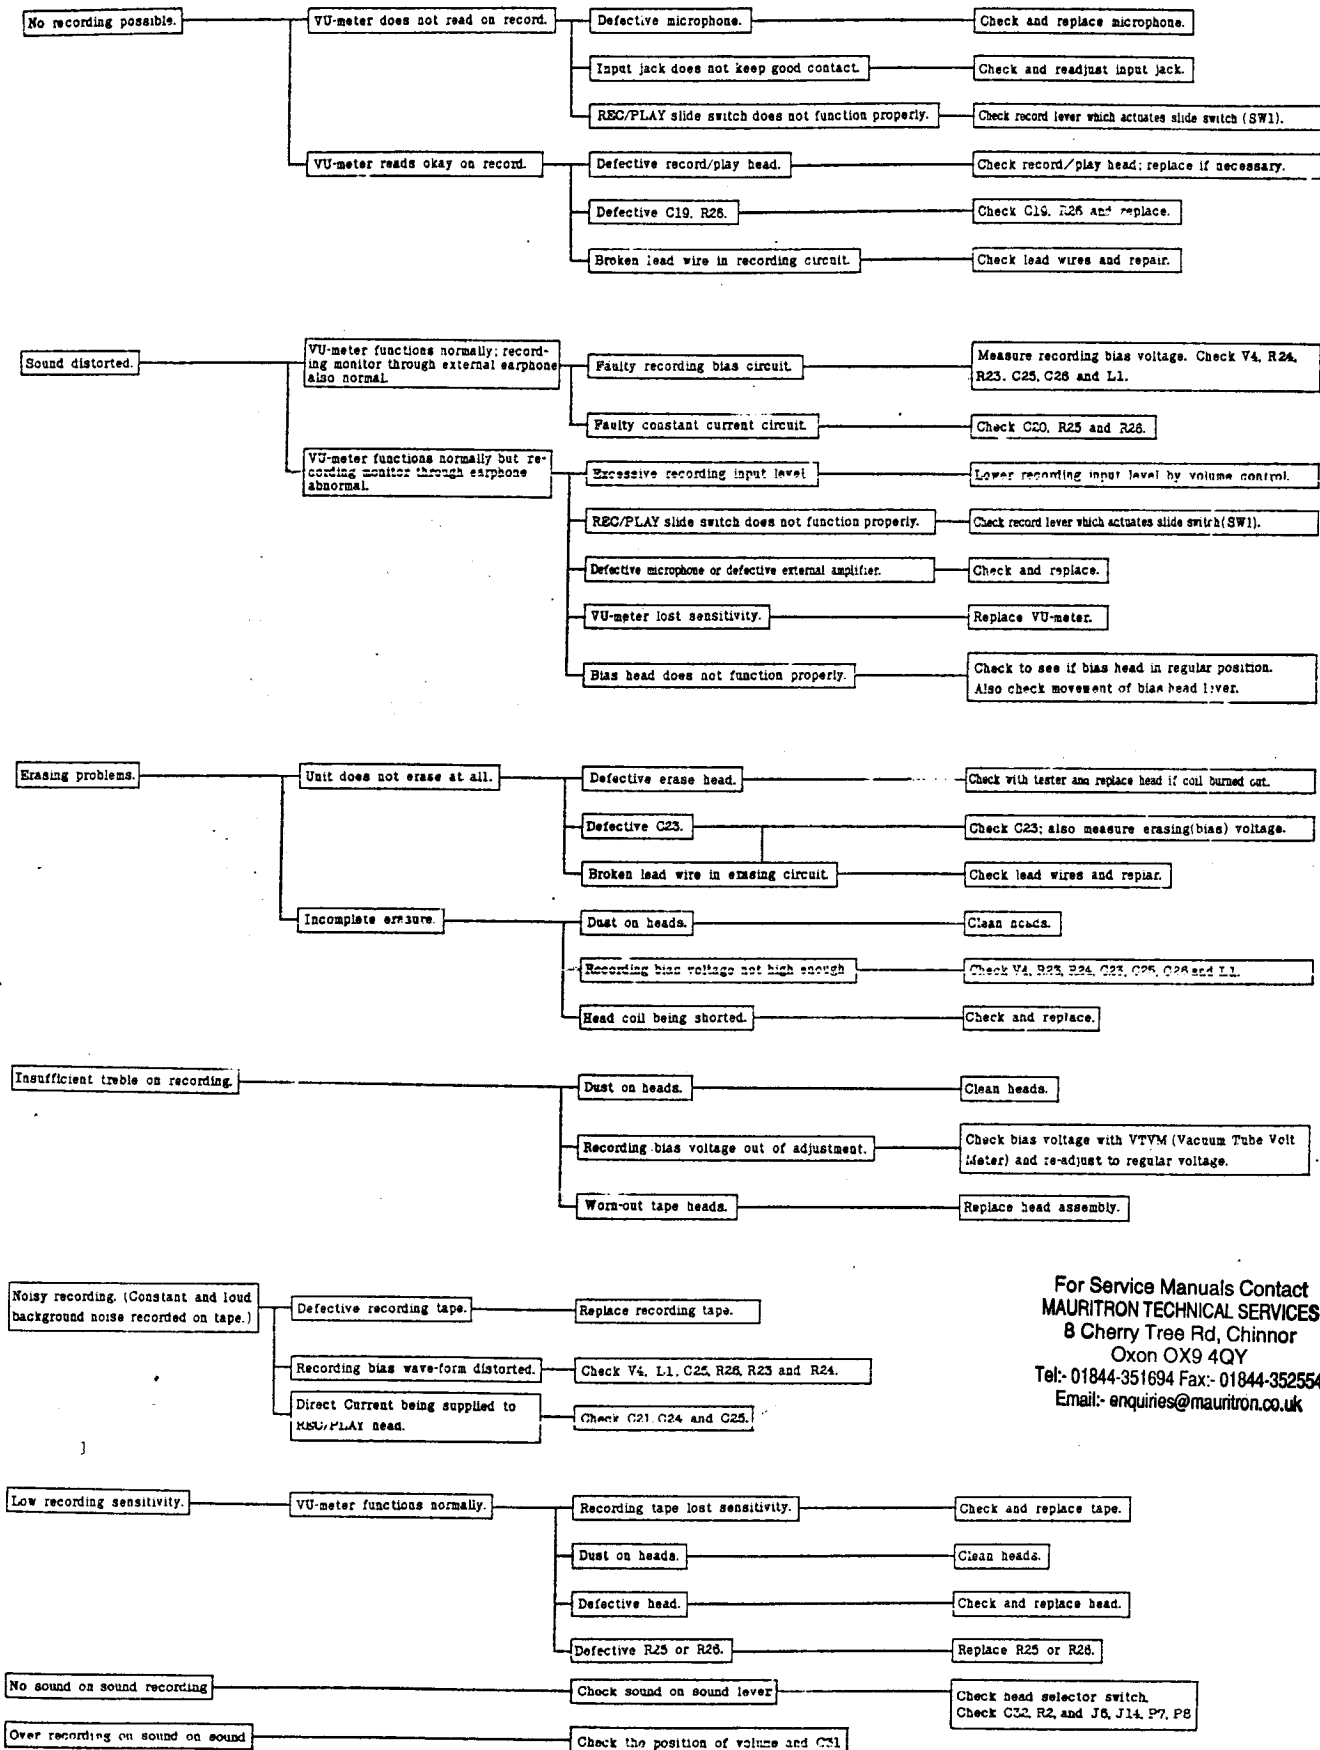 No recording possible.
VU-meter does not read on record.
Defective microphone.
Check and replace microphone.
Input jack does not keep good contact.
Check and readjust input jack.
REC/PLAY slide switch does not function properly.
Check record lever which actuates slide switch (SW1).
VU-meter reads okay on record.
Defective record/play head.
Check record/play head; replace if necessary.
Defective C19, R26.
Check C19, R26 and replace.
Broken lead wire in recording circuit.
Check lead wires and repair.
Sound distorted.
VU-meter functions normally; record-
ing monitor through external earphone
also normal.
Faulty recording bias circuit.
Measure recording bias voltage. Check V4, R24,
R23, C25, C26 and L1.
Faulty constant current circuit.
Check C20, R25 and R26.
VU-meter functions normally but re-
cording monitor through earphone
abnormal.
Excessive recording input level
Lower recording input level by volume control.
REC/PLAY slide switch does not function properly.
Check record lever which actuates slide switch(SW1).
Defective microphone or defective external amplifier.
Check and replace.
VU-meter lost sensitivity.
Replace VU-meter.
Bias head does not function properly.
Check to see if bias head in regular position.
Also check movement of bias head lever.
Erasing problems.
Unit does not erase at all.
Defective erase head.
Check with tester and replace head if coil burned out.
Defective C23.
Check C23; also measure erasing(bias) voltage.
Broken lead wire in erasing circuit.
Check lead wires and repiar.
Incomplete erasure.
Dust on heads.
Clean heads.
Recording bias voltage not high enough
Check V4, R23, R24, C23, C25, C26 and L1.
Head coil being shorted.
Check and replace.
Insufficient treble on recording.
Dust on heads.
Clean heads.
Recording bias voltage out of adjustment.
Check bias voltage with VTVM (Vacuum Tube Volt
Meter) and re-adjust to regular voltage.
Worn-out tape heads.
Replace head assembly.
Noisy recording. (Constant and loud
background noise recorded on tape.)
Defective recording tape.
Replace recording tape.
For Service Manuals Contact
MAURITRON TECHNICAL SERVICES
8 Cherry Tree Rd, Chinnor
Oxon OX9 4QY
Tel:- 01844-351694 Fax:- 01844-352554
Email:- enquiries@mauritron.co.uk
Recording bias wave-form distorted.
Check V4, L1, C25, R26, R23 and R24.
Direct Current being supplied to
REC/PLAY head.
Check C21, C24 and C25.
Low recording sensitivity.
VU-meter functions normally.
Recording tape lost sensitivity.
Check and replace tape.
Dust on heads.
Clean heads.
Defective head.
Check and replace head.
Defective R25 or R26.
Replace R25 or R26.
No sound on sound recording
Check sound on sound lever
Check head selector switch.
Check C32, R2, and J6, J14, P7, P8
Over recording on sound on sound
Check the position of volume and C31